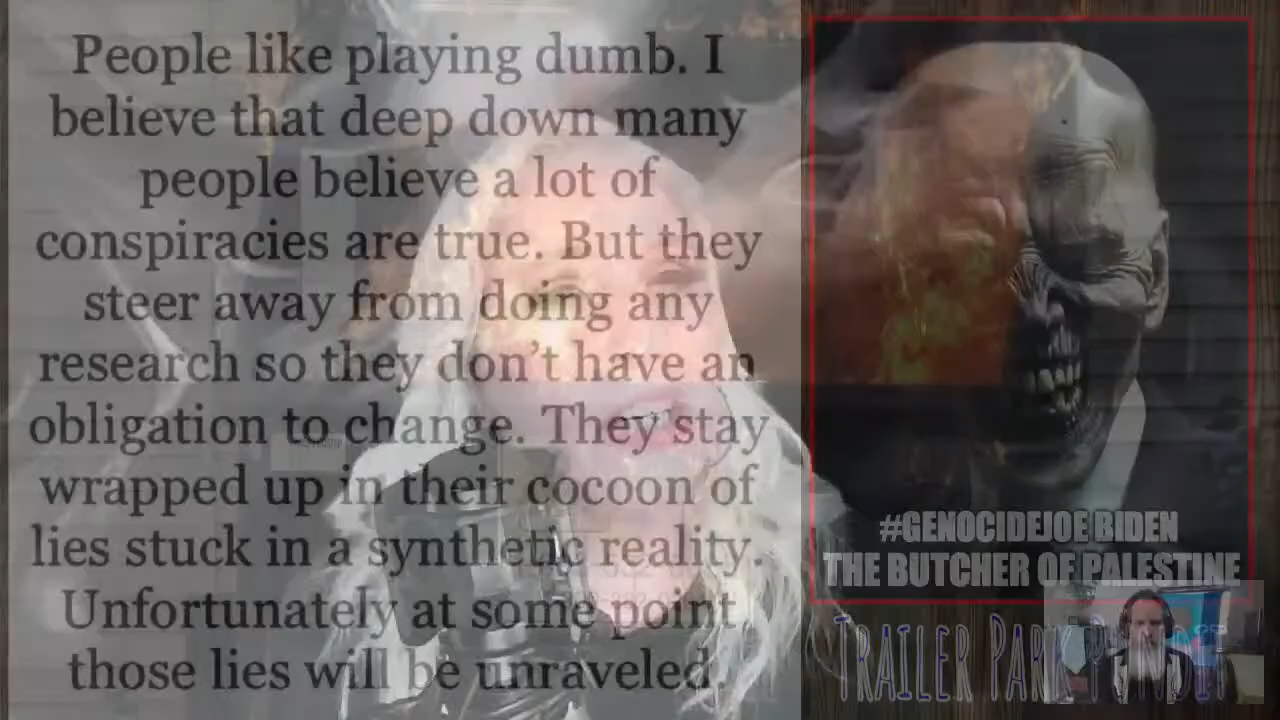 People like playing dumb. I
believe that deep down many
people believe a lot of
conspiracies are true. But they
steer away from doing any
research so they don't have an
obligation to change. They stay
wrapped up in their cocoon of
lies stuck in a synthetic reality.
Unfortunately at some point
those lies will be unraveled.
#GENOCIDEJOE BIDEN
THE BUTCHER OF PALESTINE
TRAILER PARK PUNDIT